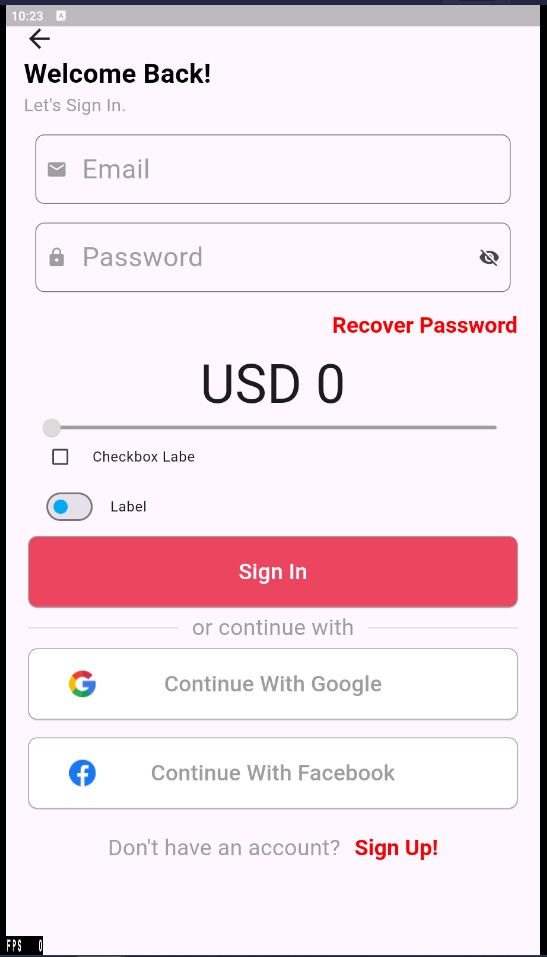 10:23 A
Welcome Back!
Let's Sign In.
Email
Password
Recover Password
USD 0
Checkbox Labe
Label
Sign In
or continue with
Continue With Google
Continue With Facebook
Don't have an account? Sign Up!
FPS 0